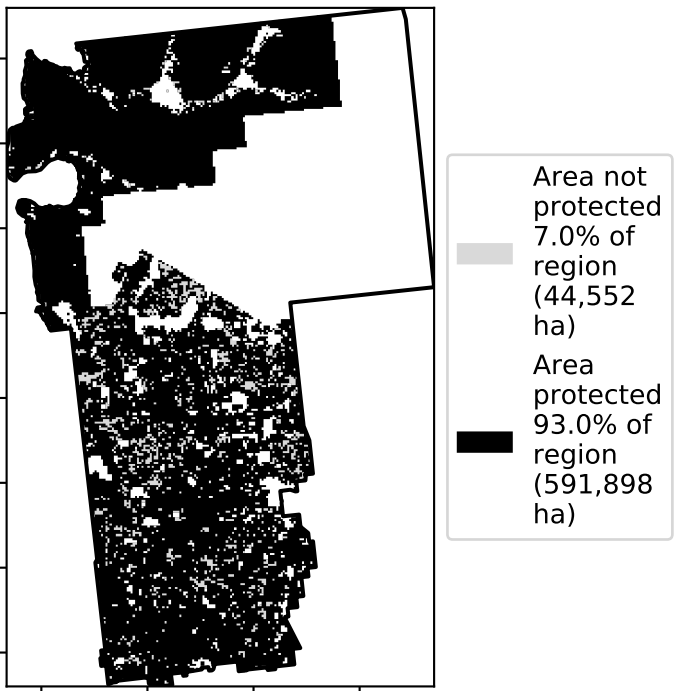 Area not
protected
7.0% of
region
(44,552
ha)
Area
protected
93.0% of
region
(591,898
ha)